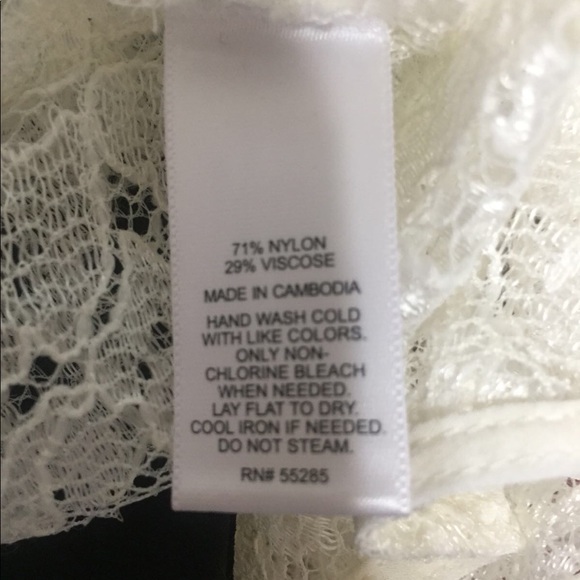 71% NYLON
29% VISCOSE
MADE IN CAMBODIA
HAND WASH COLD
WITH LIKE COLORS.
ONLY NON-
CHLORINE BLEACH
WHEN NEEDED.
LAY FLAT TO DRY.
COOL IRON IF NEEDED.
DO NOT STEAM.
RN# 55285